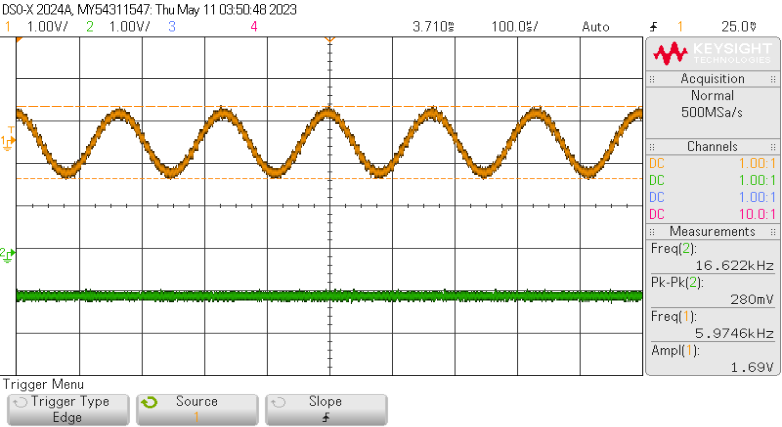 DSO-X 2024A, MY54311547: Thu May 11 03:50:48 2023
1 1.00V/ 2 1.00V/ 3 4 3.710s 100.0s/ Auto 1 25.0V
KEYSIGHT
TECHNOLOGIES
Acquisition
Normal
500MSa/s
Channels
DC 1.00:1
DC 1.00:1
DC 1.00:1
DC 10.0:1
Measurements
Freq(2):
16.622kHz
Pk-Pk(2):
280mV
Freq(1):
5.9746kHz
Ampl(1):
1.69V
T
1
2
Trigger Menu
Trigger Type Source Slope
Edge 1